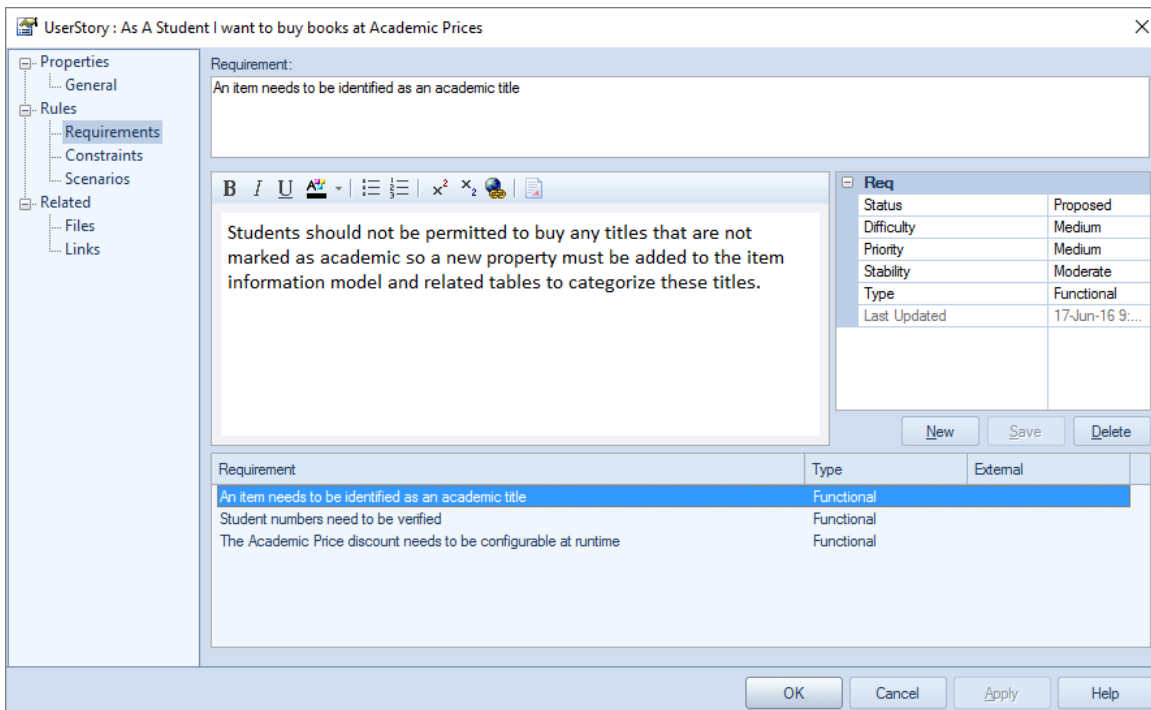 UserStory : As A Student I want to buy books at Academic Prices
Properties
General
Rules
Requirements
Constraints
Scenarios
Related
Files
Links
Requirement:
An item needs to be identified as an academic title
B I U A x² x₂
Students should not be permitted to buy any titles that are not
marked as academic so a new property must be added to the item
information model and related tables to categorize these titles.
Req
Status Proposed
Difficulty Medium
Priority Medium
Stability Moderate
Type Functional
Last Updated 17-Jun-16 9:...
New Save Delete
Requirement Type External
An item needs to be identified as an academic title Functional
Student numbers need to be verified Functional
The Academic Price discount needs to be configurable at runtime Functional
OK Cancel Apply Help